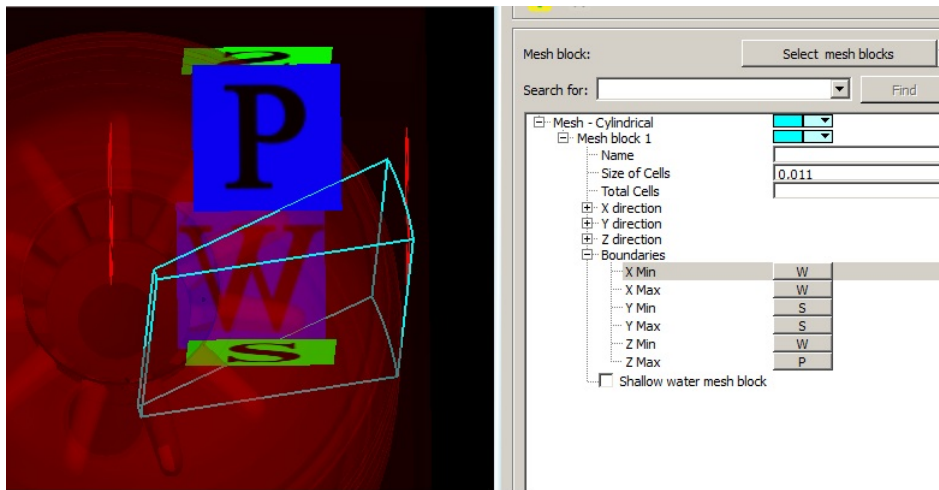 S
P
W
S
Mesh block:
Select mesh blocks
Search for:
Find
Mesh - Cylindrical
Mesh block 1
Name
Size of Cells 0.011
Total Cells
X direction
Y direction
Z direction
Boundaries
X Min W
X Max W
Y Min S
Y Max S
Z Min W
Z Max P
Shallow water mesh block